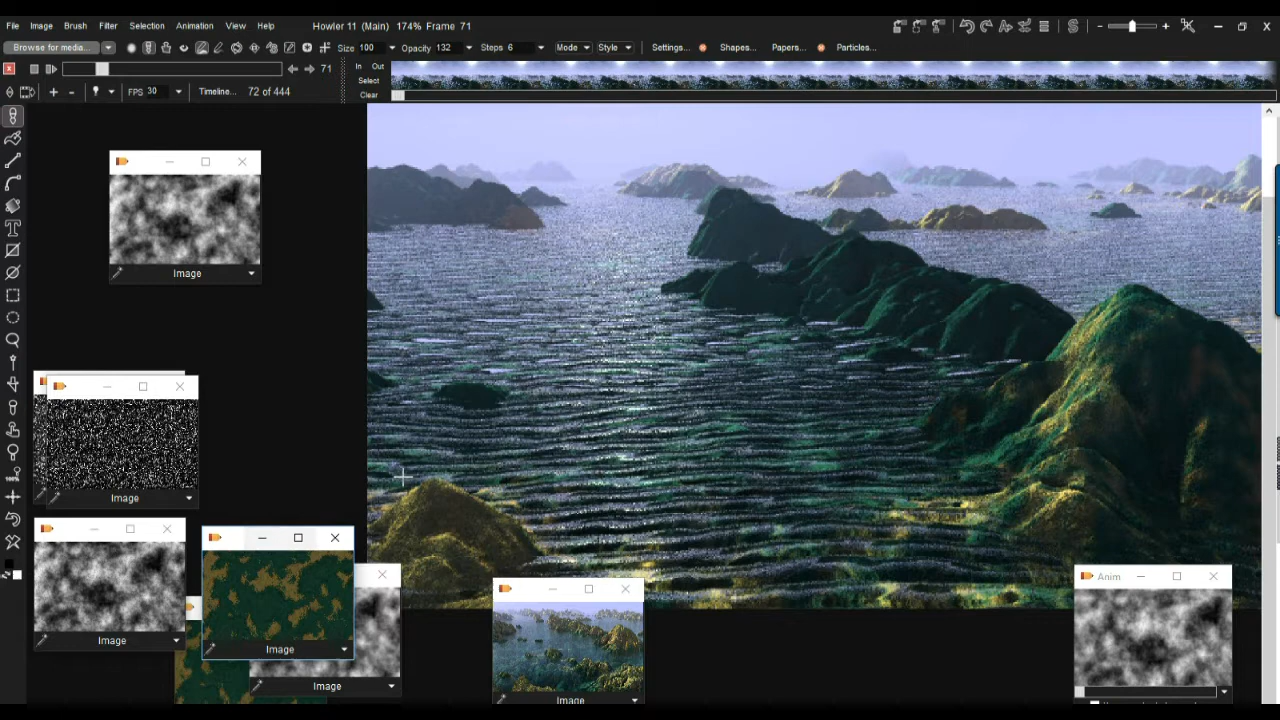 File Image Brush Filter Selection Animation View Help Howler 11 (Main) 174% Frame 71
Browse for media... Size 100 Opacity 132 Steps 6 Mode Style Settings... Shapes... Papers... Particles...
71 In Out
Select
FPS 30 Timeline... 72 of 444 Clear
Image
Image
Image
Image
Image
Image
Anim